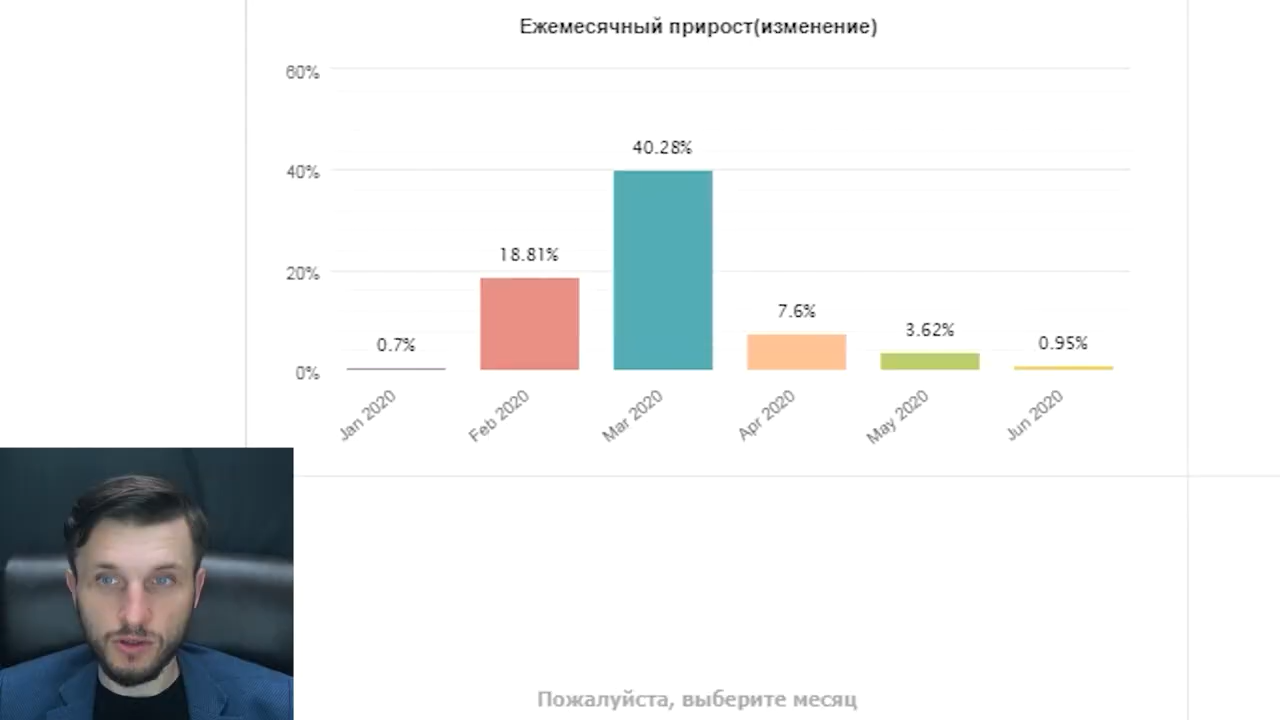 Ежемесячный прирост(изменение)
60%
40%
20%
0%
0.7%
18.81%
40.28%
7.6%
3.62%
0.95%
Jan 2020
Feb 2020
Mar 2020
Apr 2020
May 2020
Jun 2020
Пожалуйста, выберите месяц